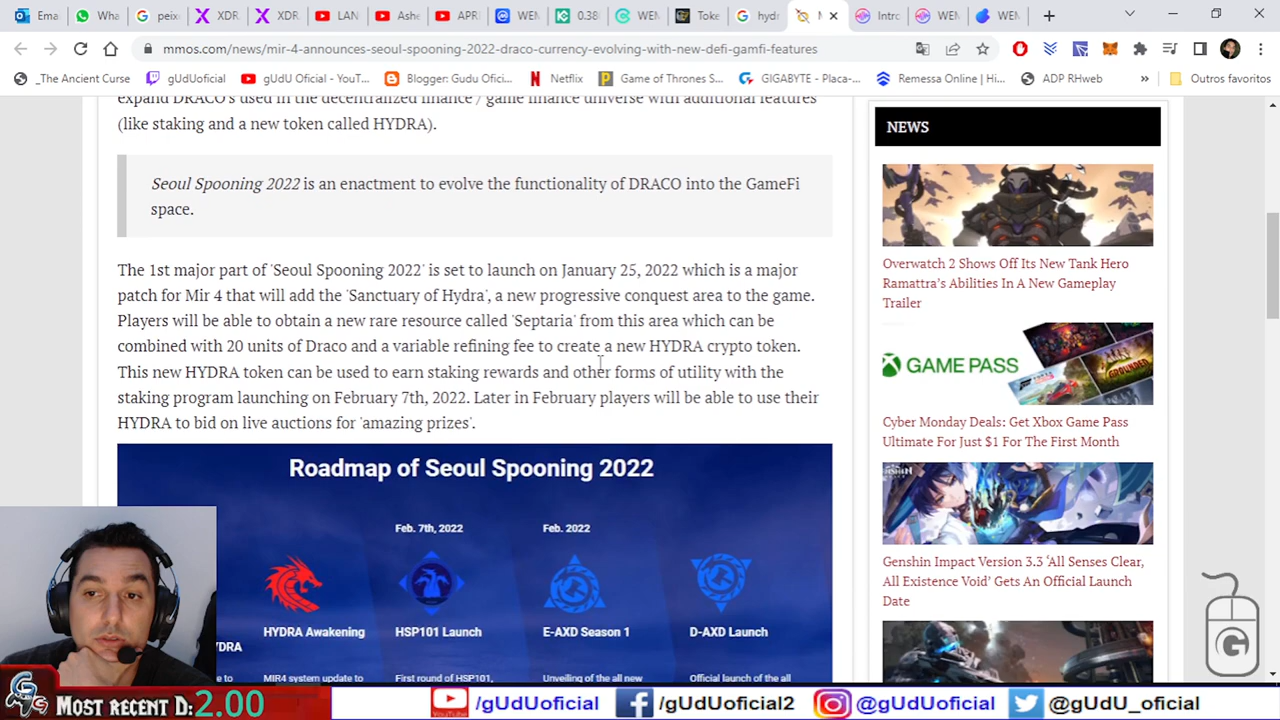 Ema
Wha
peix
XDR
XDR
LAN
Ashe
APRI
WEN
0.38
WEN
Toke
hydr
Intro
WEN
WEM
mmos.com/news/mir-4-announces-seoul-spooning-2022-draco-currency-evolving-with-new-defi-gamfi-features
_The Ancient Curse
gUdUoficial
gUdU Oficial - YouT...
Blogger: Gudu Ofici...
Netflix
Game of Thrones S...
GIGABYTE - Placa-...
Remessa Online | Hi...
ADP RHweb
»
Outros favoritos
expand DRACO's used in the decentralized finance / game finance universe with additional features
(like staking and a new token called HYDRA).
Seoul Spooning 2022 is an enactment to evolve the functionality of DRACO into the GameFi
space.
The 1st major part of 'Seoul Spooning 2022' is set to launch on January 25, 2022 which is a major
patch for Mir 4 that will add the 'Sanctuary of Hydra', a new progressive conquest area to the game.
Players will be able to obtain a new rare resource called 'Septaria' from this area which can be
combined with 20 units of Draco and a variable refining fee to create a new HYDRA crypto token.
This new HYDRA token can be used to earn staking rewards and other forms of utility with the
staking program launching on February 7th, 2022. Later in February players will be able to use their
HYDRA to bid on live auctions for 'amazing prizes'.
Roadmap of Seoul Spooning 2022
Feb. 7th, 2022
Feb. 2022
HYDRA Awakening
HSP101 Launch
E-AXD Season 1
D-AXD Launch
DRA
MIR4 system update to
First round of HSP101,
Unveiling of the all new
Official launch of the all
NEWS
Overwatch 2 Shows Off Its New Tank Hero
Ramattra's Abilities In A New Gameplay
Trailer
GAME PASS
Cyber Monday Deals: Get Xbox Game Pass
Ultimate For Just $1 For The First Month
Genshin Impact Version 3.3 'All Senses Clear,
All Existence Void' Gets An Official Launch
Date
G
Most recent D: 2.00
/gUdUoficial
/gUdUoficial2
@gUdUoficial
@gUdU_oficial